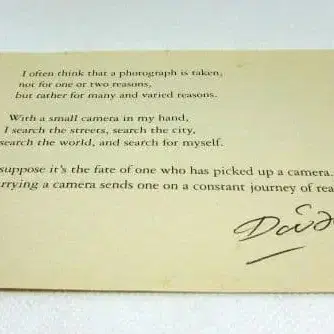 I often think that a photograph is taken,
not for one or two reasons,
but rather for many and varied reasons.
With a small camera in my hand,
I search the streets, search the city,
search the world, and search for myself.
suppose it's the fate of one who has picked up a camera.
rrying a camera sends one on a constant journey of rea